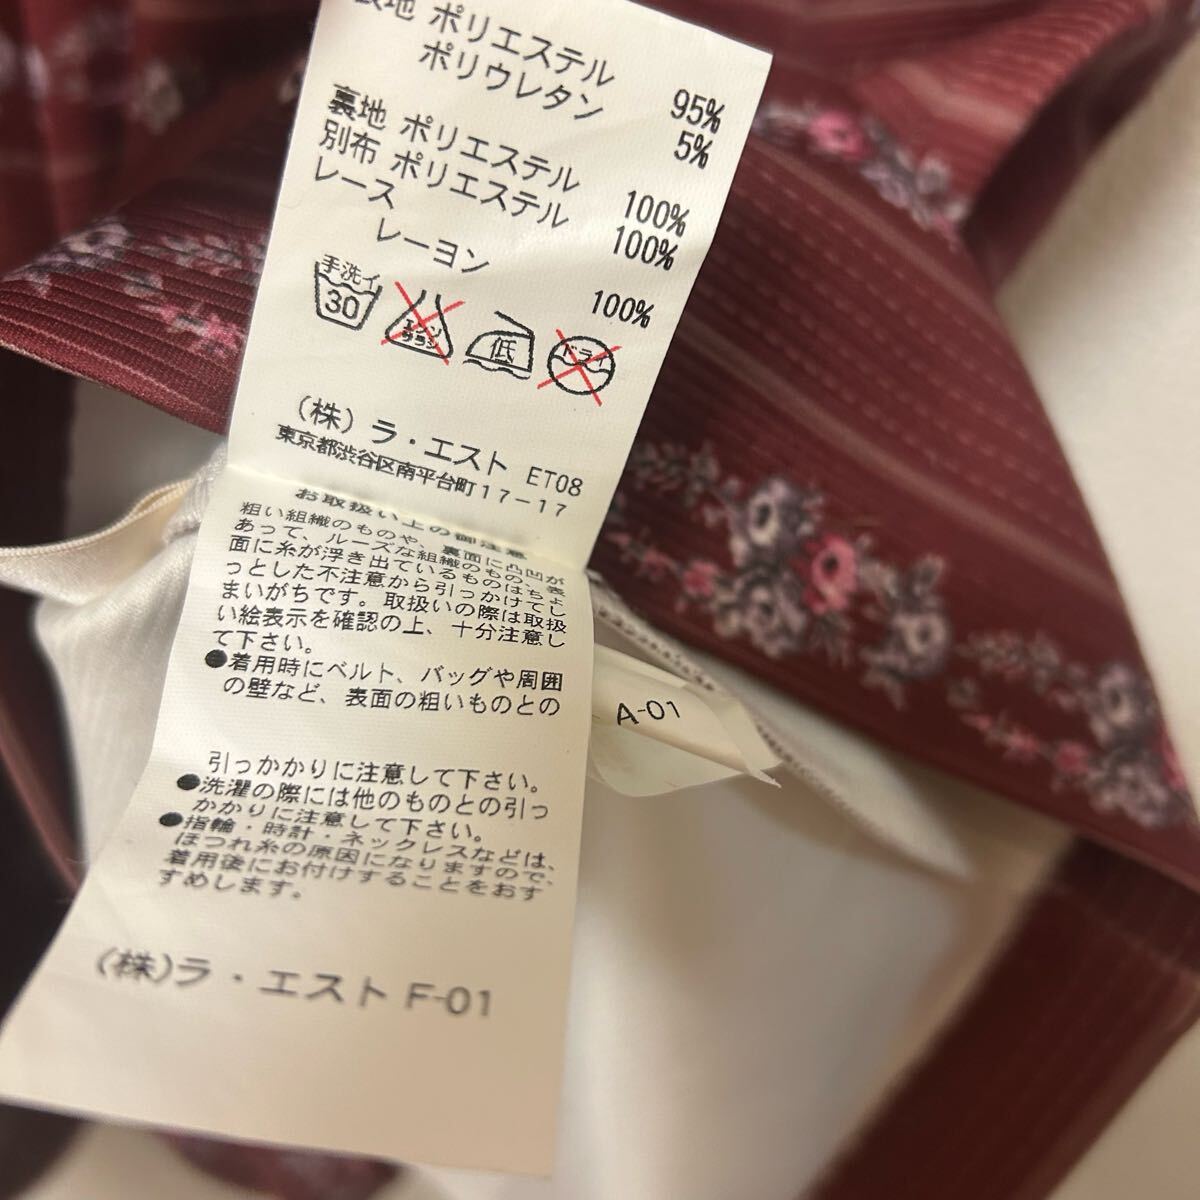 表地 ポリエステル 95%
ポリウレタン 5%
裏地 ポリエステル 100%
別布 ポリエステル 100%
レース
レーヨン 100%
手洗イ
30
エンソ
サラシ
低
ドライ
(株) ラ・エスト ET08
東京都渋谷区南平台町17-17
お取扱い上の御注意
粗い組織のものや、裏面に凸凹が
あって、ルーズな組織のもの、表
面に糸が浮き出ているものはちょ
っとした不注意から引っかけてし
まいがちです。取扱いの際は取扱
い絵表示を確認の上、十分注意し
て下さい。
●着用時にベルト、バッグや周囲
の壁など、表面の粗いものとの
引っかかりに注意して下さい。
●洗濯の際には他のものとの引っ
かかりに注意して下さい。
●指輪・時計・ネックレスなどは、
ほつれ糸の原因になりますので、
着用後にお付けすることをおす
すめします。
(株)ラ・エスト F-01
A-01